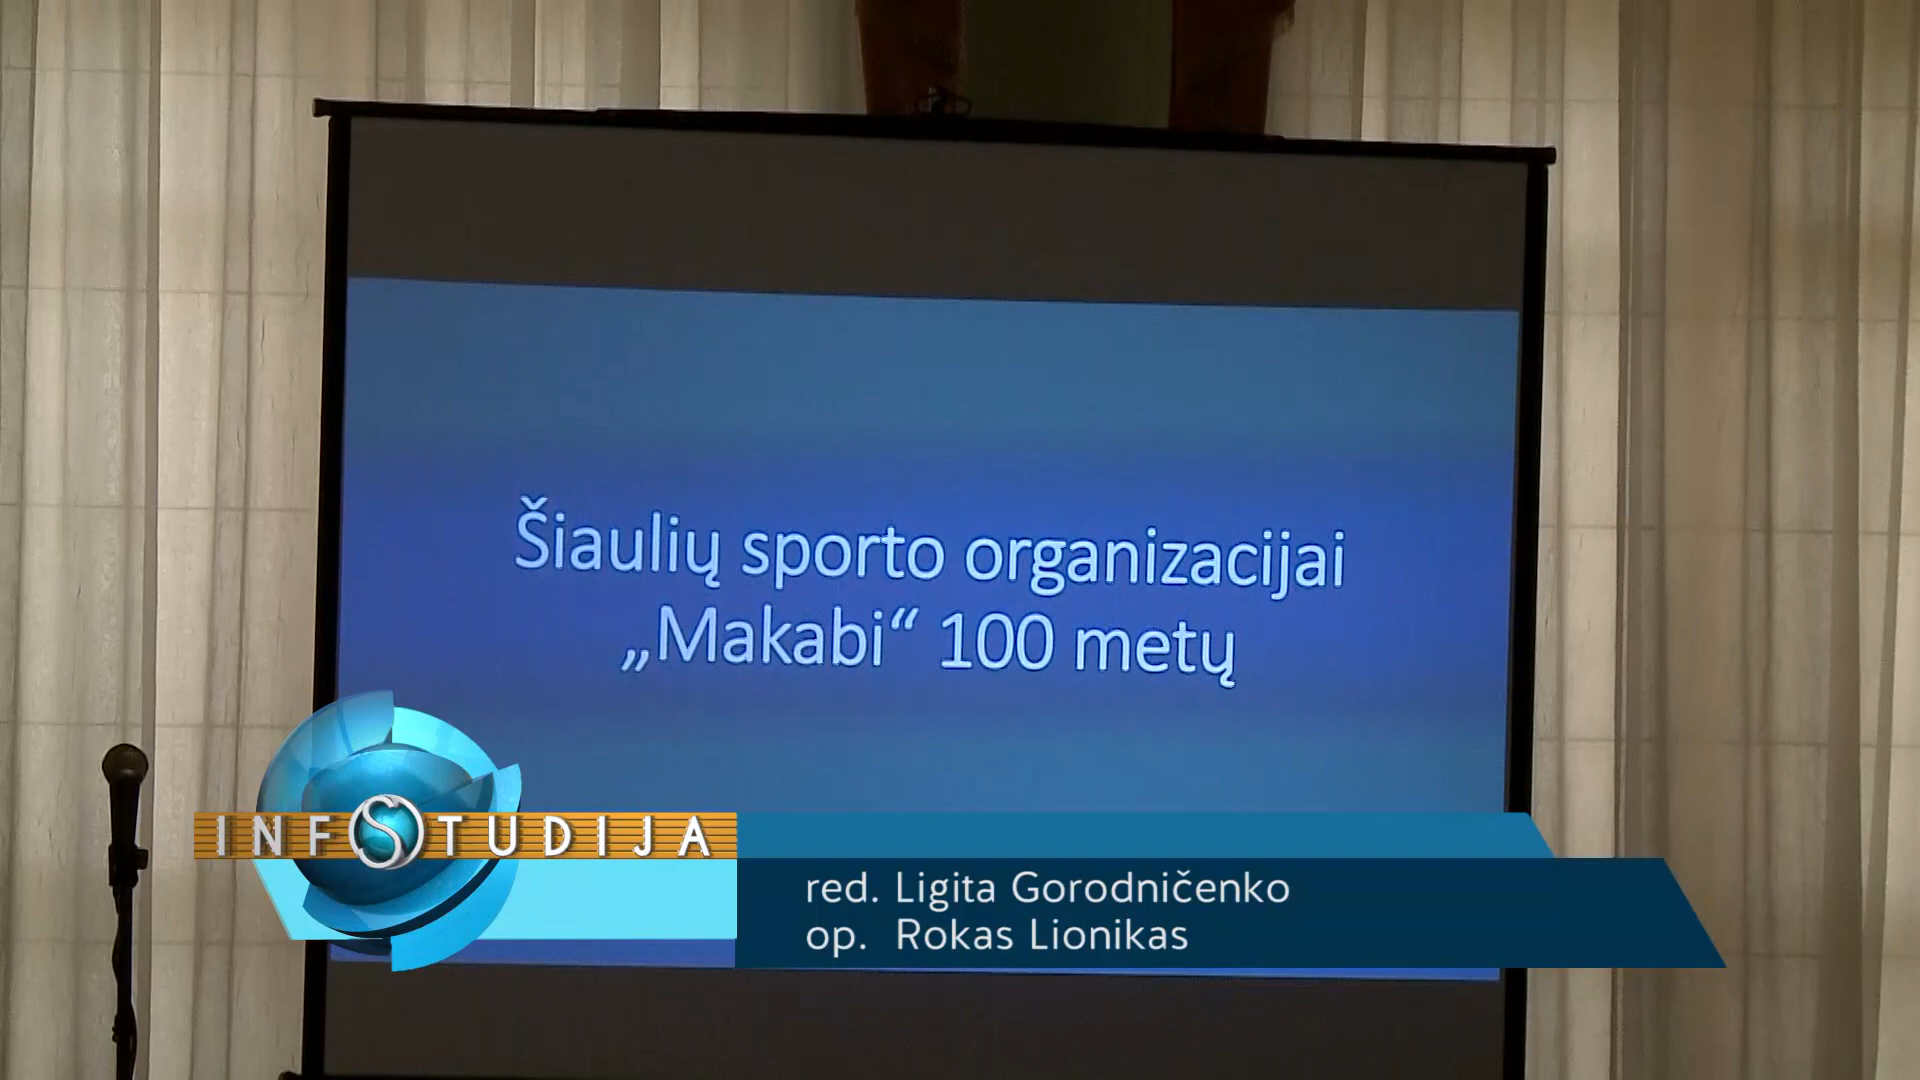 Šiaulių sporto organizacijai
„Makabi“ 100 metų
INFOSTUDIJA
red. Ligita Gorodničenko
op. Rokas Lionikas